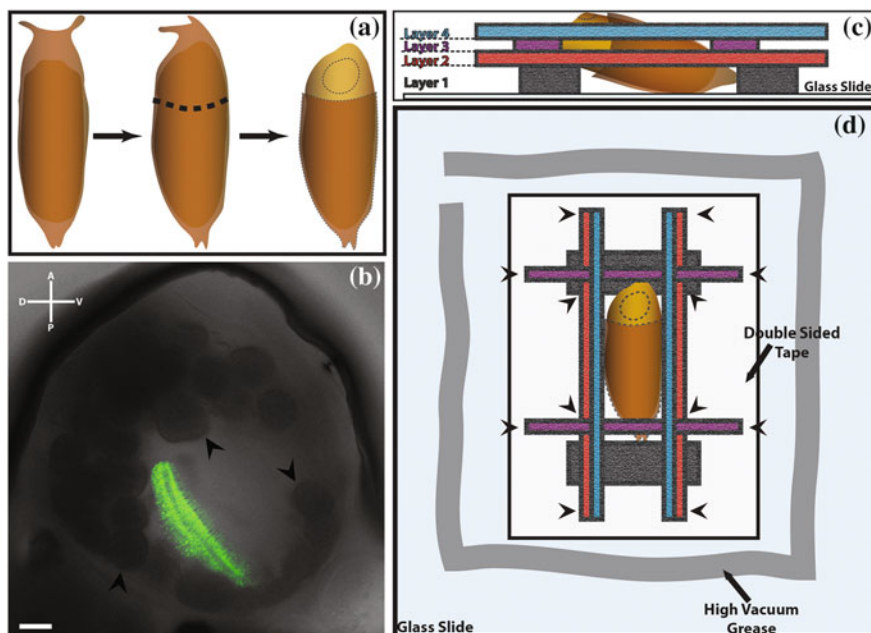 (a)
(b)
A
D
V
P
Layer 4
Layer 3
Layer 2
Layer 1
(c)
Glass Slide
(d)
Double Sided
Tape
High Vacuum
Grease
Glass Slide